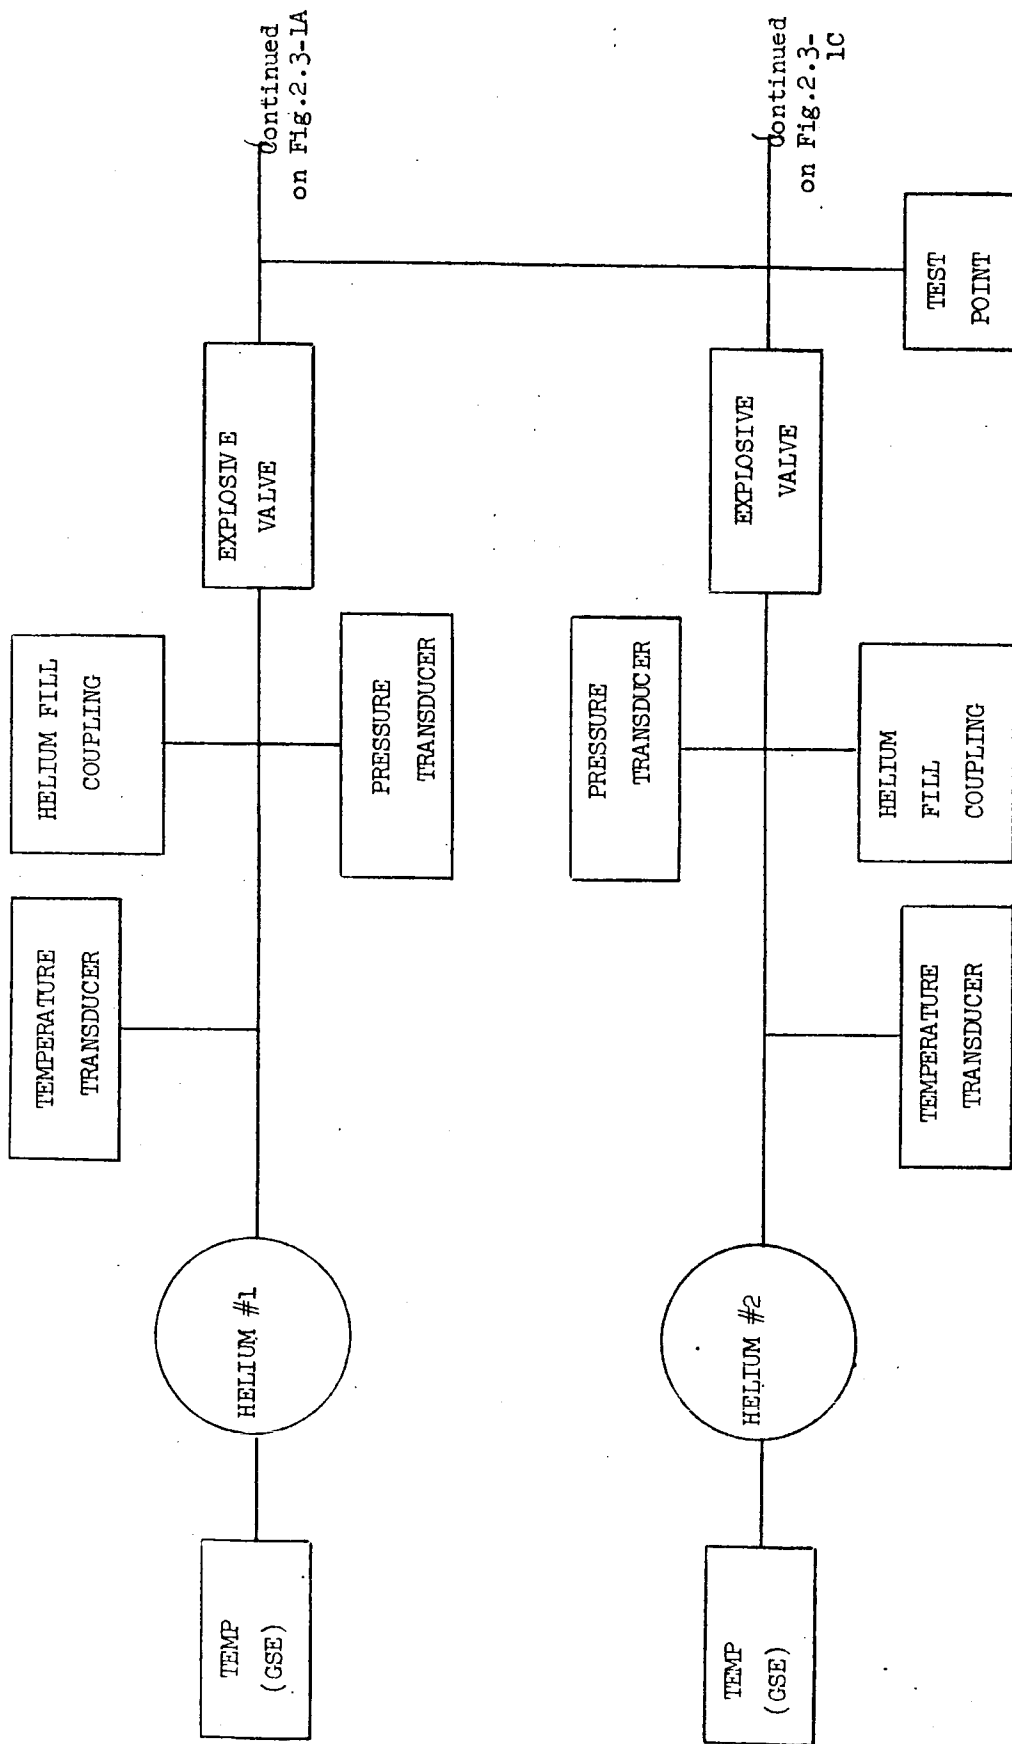 TEMPERATURE
TRANSDUCER
HELIUM FILL
COUPLING
TEMP
(GSE)
HELIUM #1
EXPLOSIVE
VALVE
Continued
on Fig.2.3-1A
PRESSURE
TRANSDUCER
PRESSURE
TRANSDUCER
TEMP
(GSE)
HELIUM #2
EXPLOSIVE
VALVE
Continued
on Fig.2.3-
1C
TEMPERATURE
TRANSDUCER
HELIUM
FILL
COUPLING
TEST
POINT